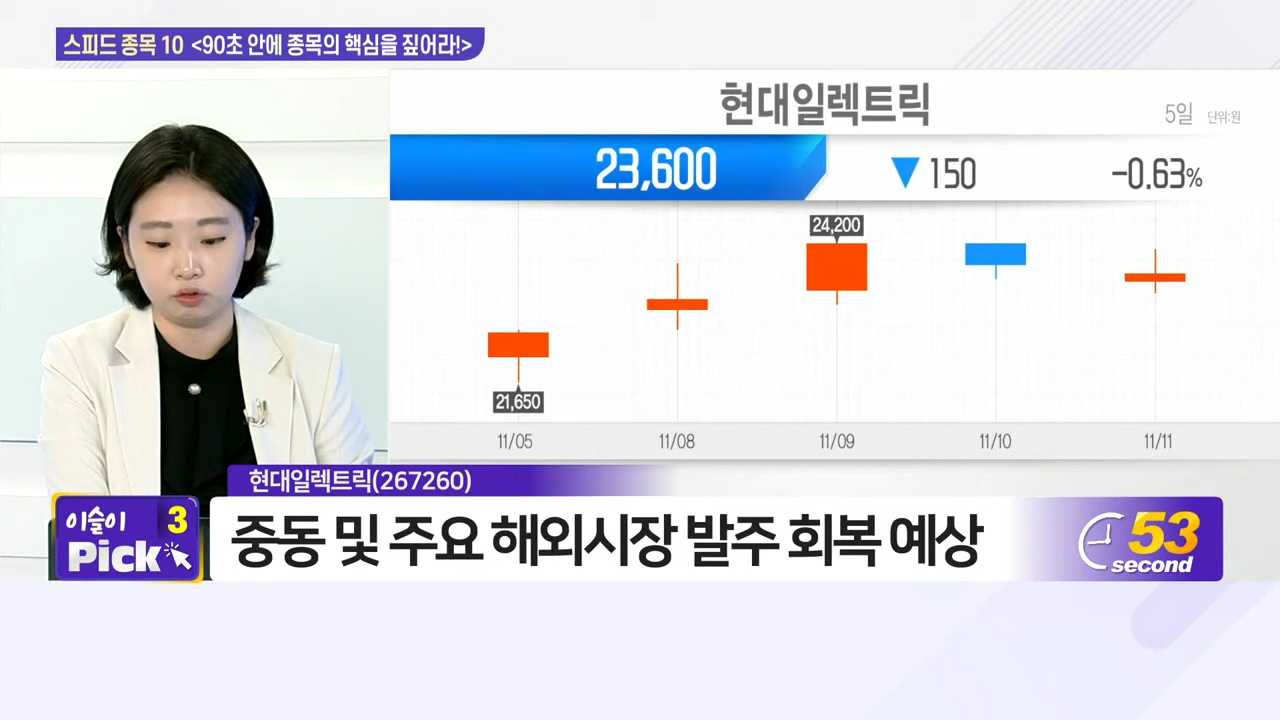 스피드 종목 10 <90초 안에 종목의 핵심을 짚어라!>
현대일렉트릭
5일 단위:원
23,600 ▼ 150 -0.63%
24,200
21,650
11/05 11/08 11/09 11/10 11/11
현대일렉트릭(267260)
이슬이 3
Pick
중동 및 주요 해외시장 발주 회복 예상
53
second